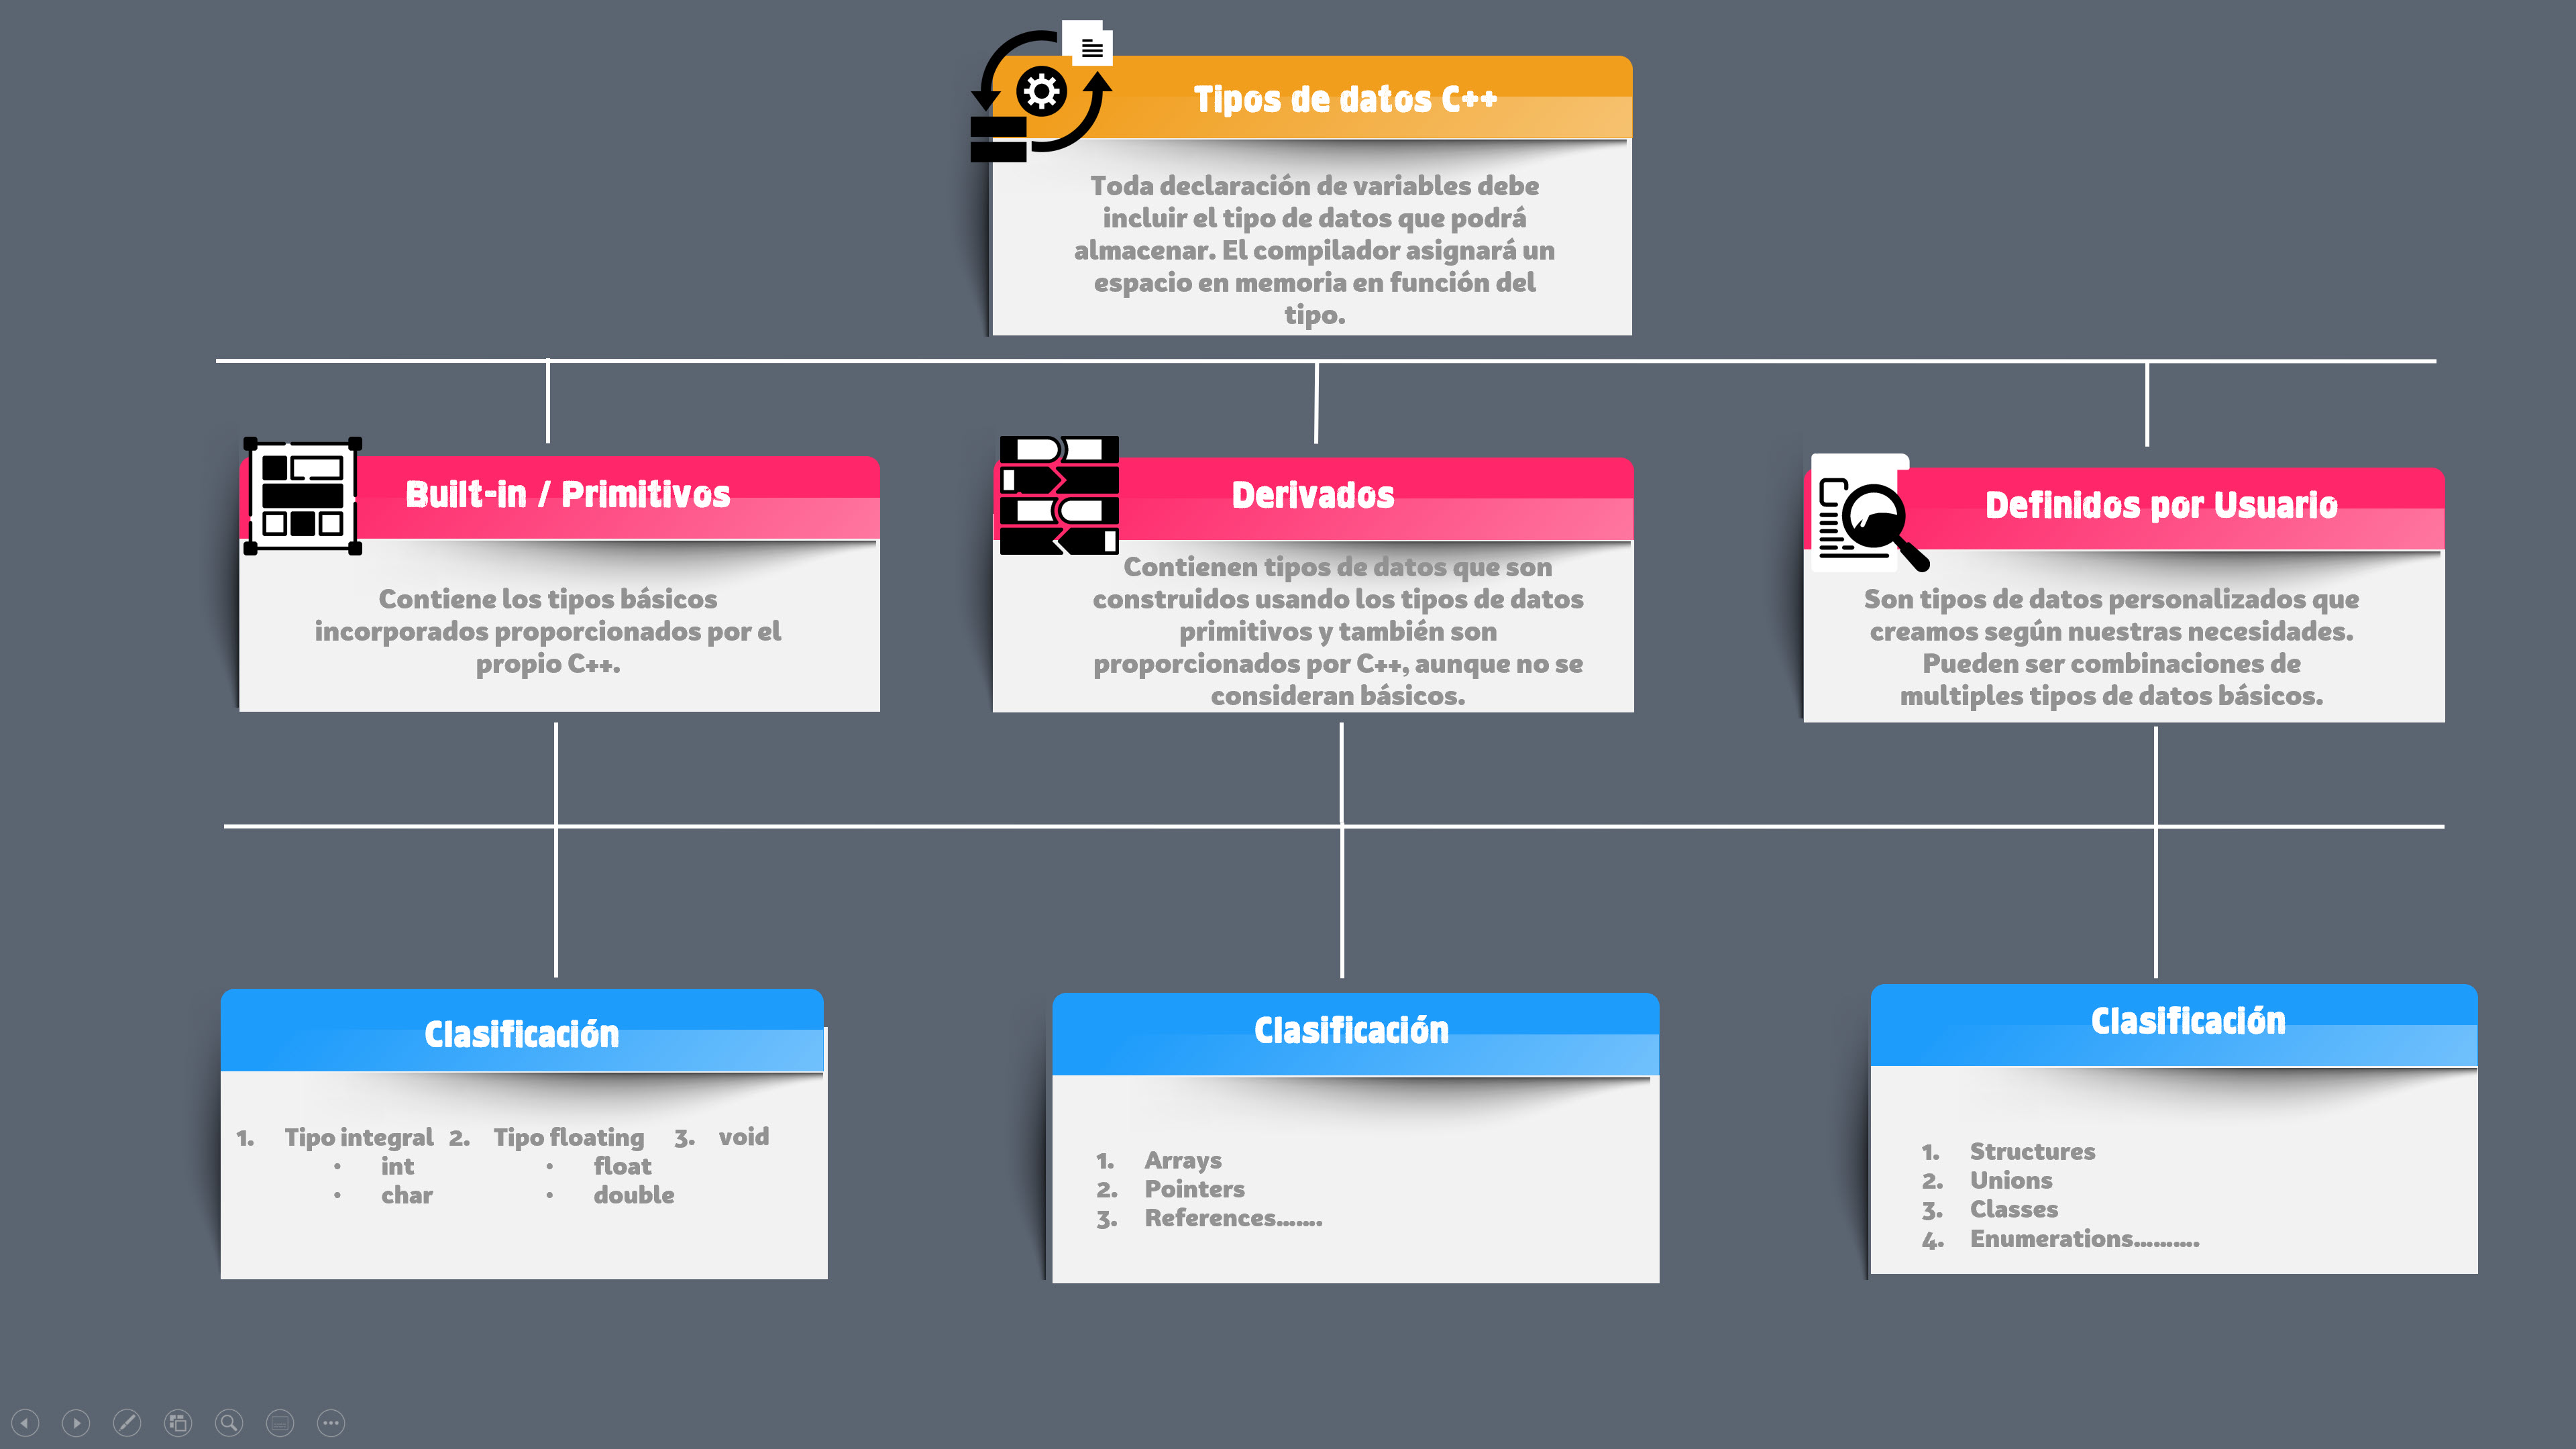 Tipos de datos C++
Toda declaración de variables debe
incluir el tipo de datos que podrá
almacenar. El compilador asignará un
espacio en memoria en función del
tipo.
Built-in / Primitivos
Contiene los tipos básicos
incorporados proporcionados por el
propio C++.
Derivados
Contienen tipos de datos que son
construidos usando los tipos de datos
primitivos y también son
proporcionados por C++, aunque no se
consideran básicos.
Definidos por Usuario
Son tipos de datos personalizados que
creamos según nuestras necesidades.
Pueden ser combinaciones de
multiples tipos de datos básicos.
Clasificación
1. Tipo integral
• int
• char
2. Tipo floating
• float
• double
3. void
Clasificación
1. Arrays
2. Pointers
3. References.......
Clasificación
1. Structures
2. Unions
3. Classes
4. Enumerations..........